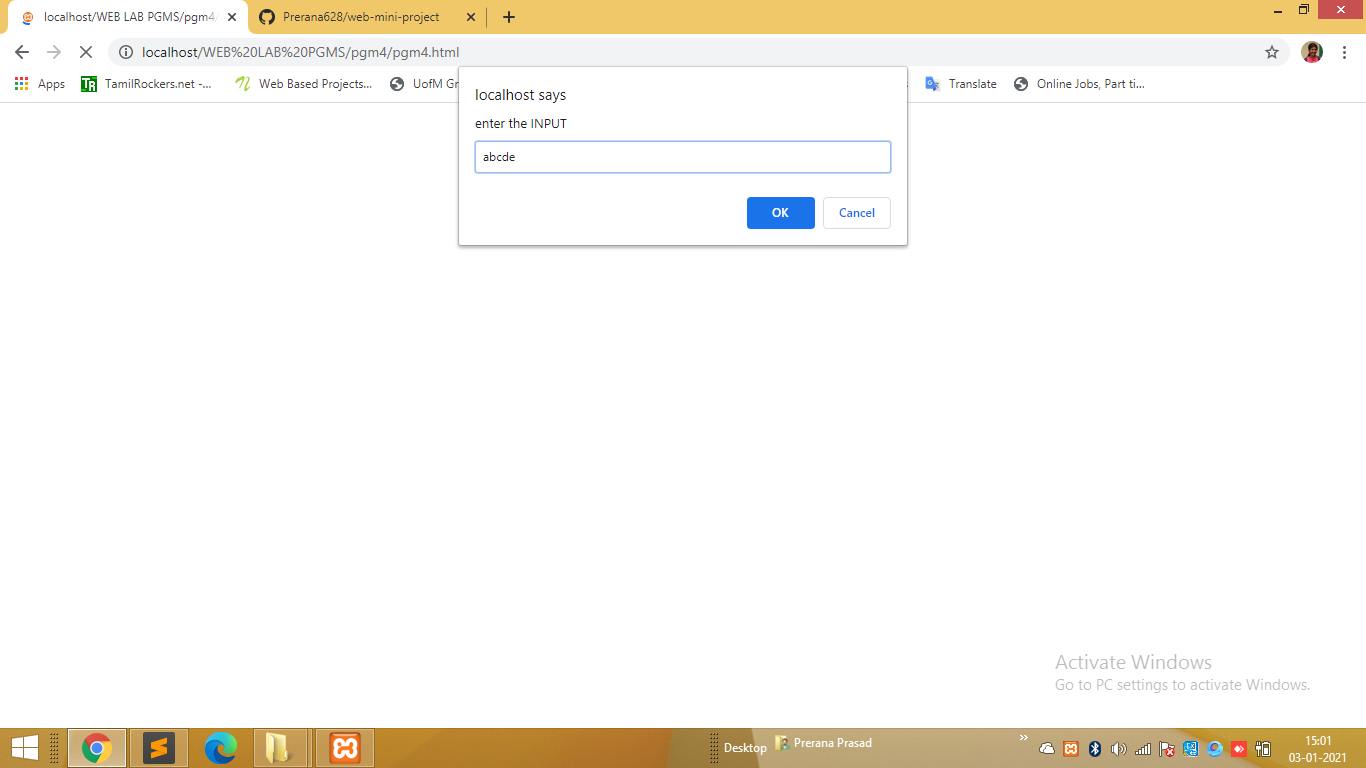 localhost/WEB LAB PGMS/pgm4/
Prerana628/web-mini-project
localhost/WEB%20LAB%20PGMS/pgm4/pgm4.html
Apps
TR
TamilRockers.net -...
Web Based Projects...
UofM Gr
Translate
Online Jobs, Part ti...
localhost says
enter the INPUT
abcde
OK
Cancel
Activate Windows
Go to PC settings to activate Windows.
Desktop
Prerana Prasad
15:01
03-01-2021